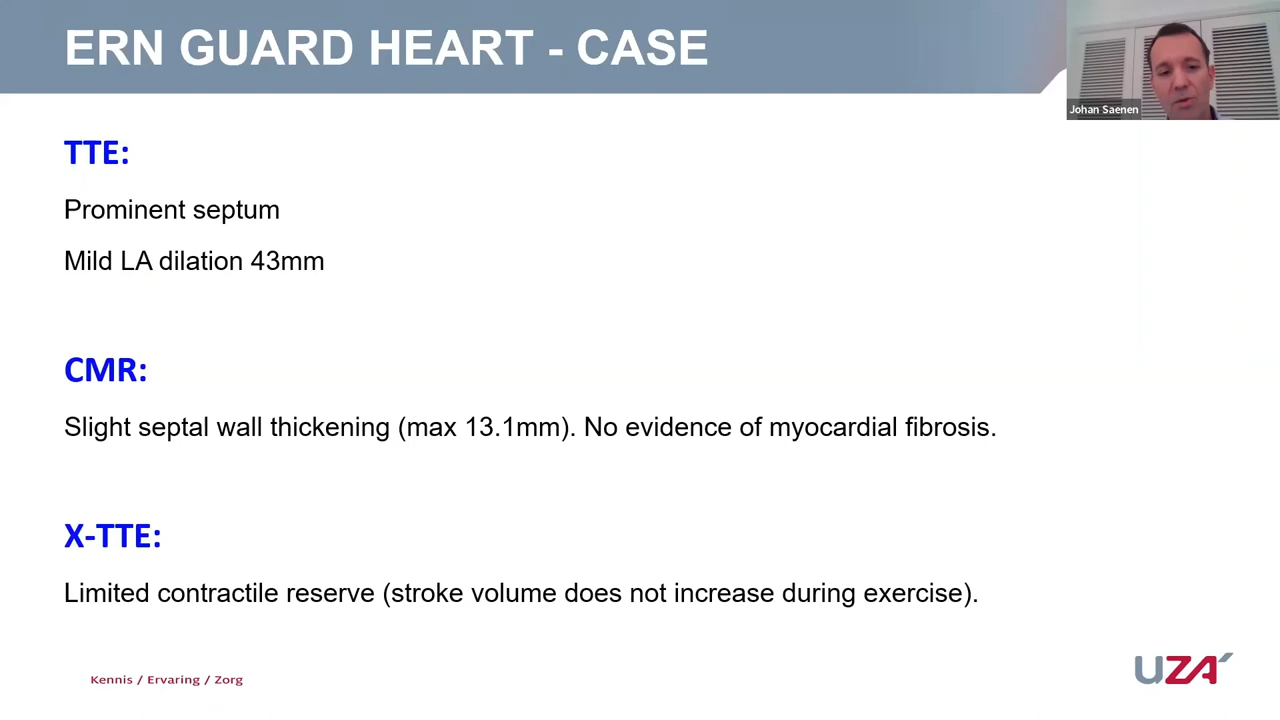 ERN GUARD HEART - CASE
Johan Saenen
TTE:
Prominent septum
Mild LA dilation 43mm
CMR:
Slight septal wall thickening (max 13.1mm). No evidence of myocardial fibrosis.
X-TTE:
Limited contractile reserve (stroke volume does not increase during exercise).
Kennis / Ervaring / Zorg
UZA